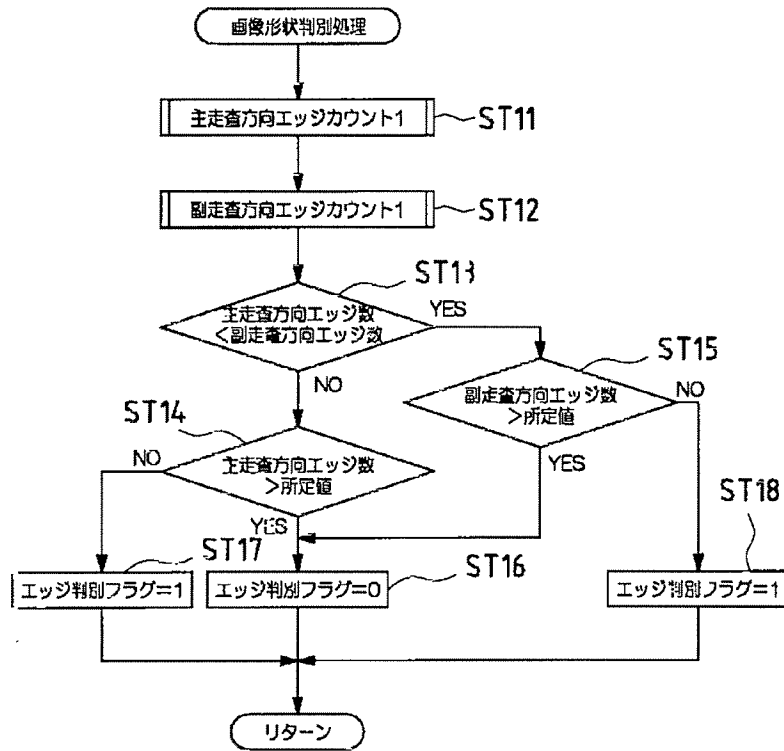 画像形状判別処理
主走査方向エッジカウント1
ST11
副走査方向エッジカウント1
ST12
ST13
主走査方向エッジ数
<副走査方向エッジ数
YES
NO
ST15
副走査方向エッジ数
>所定値
NO
YES
ST14
主走査方向エッジ数
>所定値
NO
YES
ST17
エッジ判別フラグ=1
エッジ判別フラグ=0
ST16
ST18
エッジ判別フラグ=1
リターン